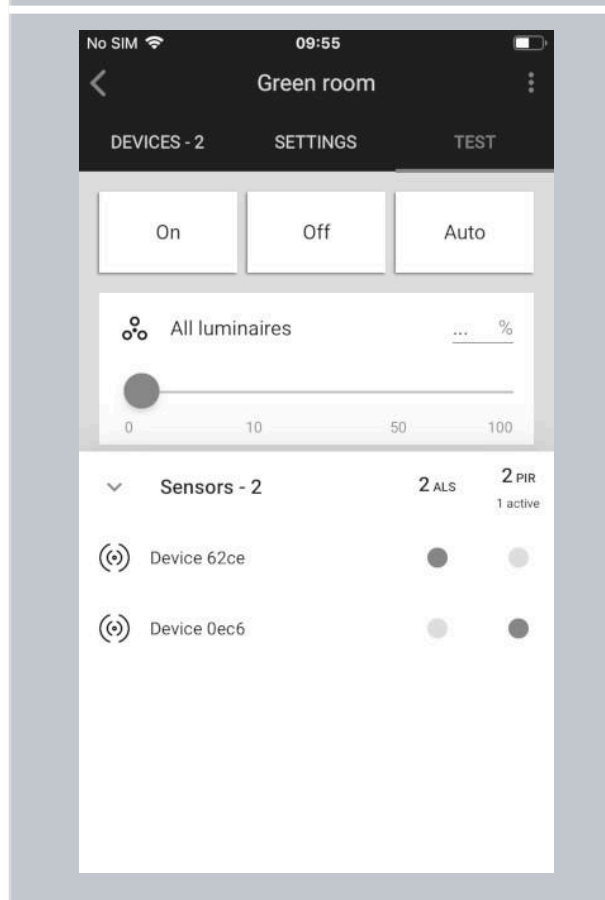 No SIM 09:55
Green room
DEVICES - 2 SETTINGS TEST
On Off Auto
All luminaires ... %
0 10 50 100
Sensors - 2 2 ALS 2 PIR
1 active
Device 62ce
Device 0ec6